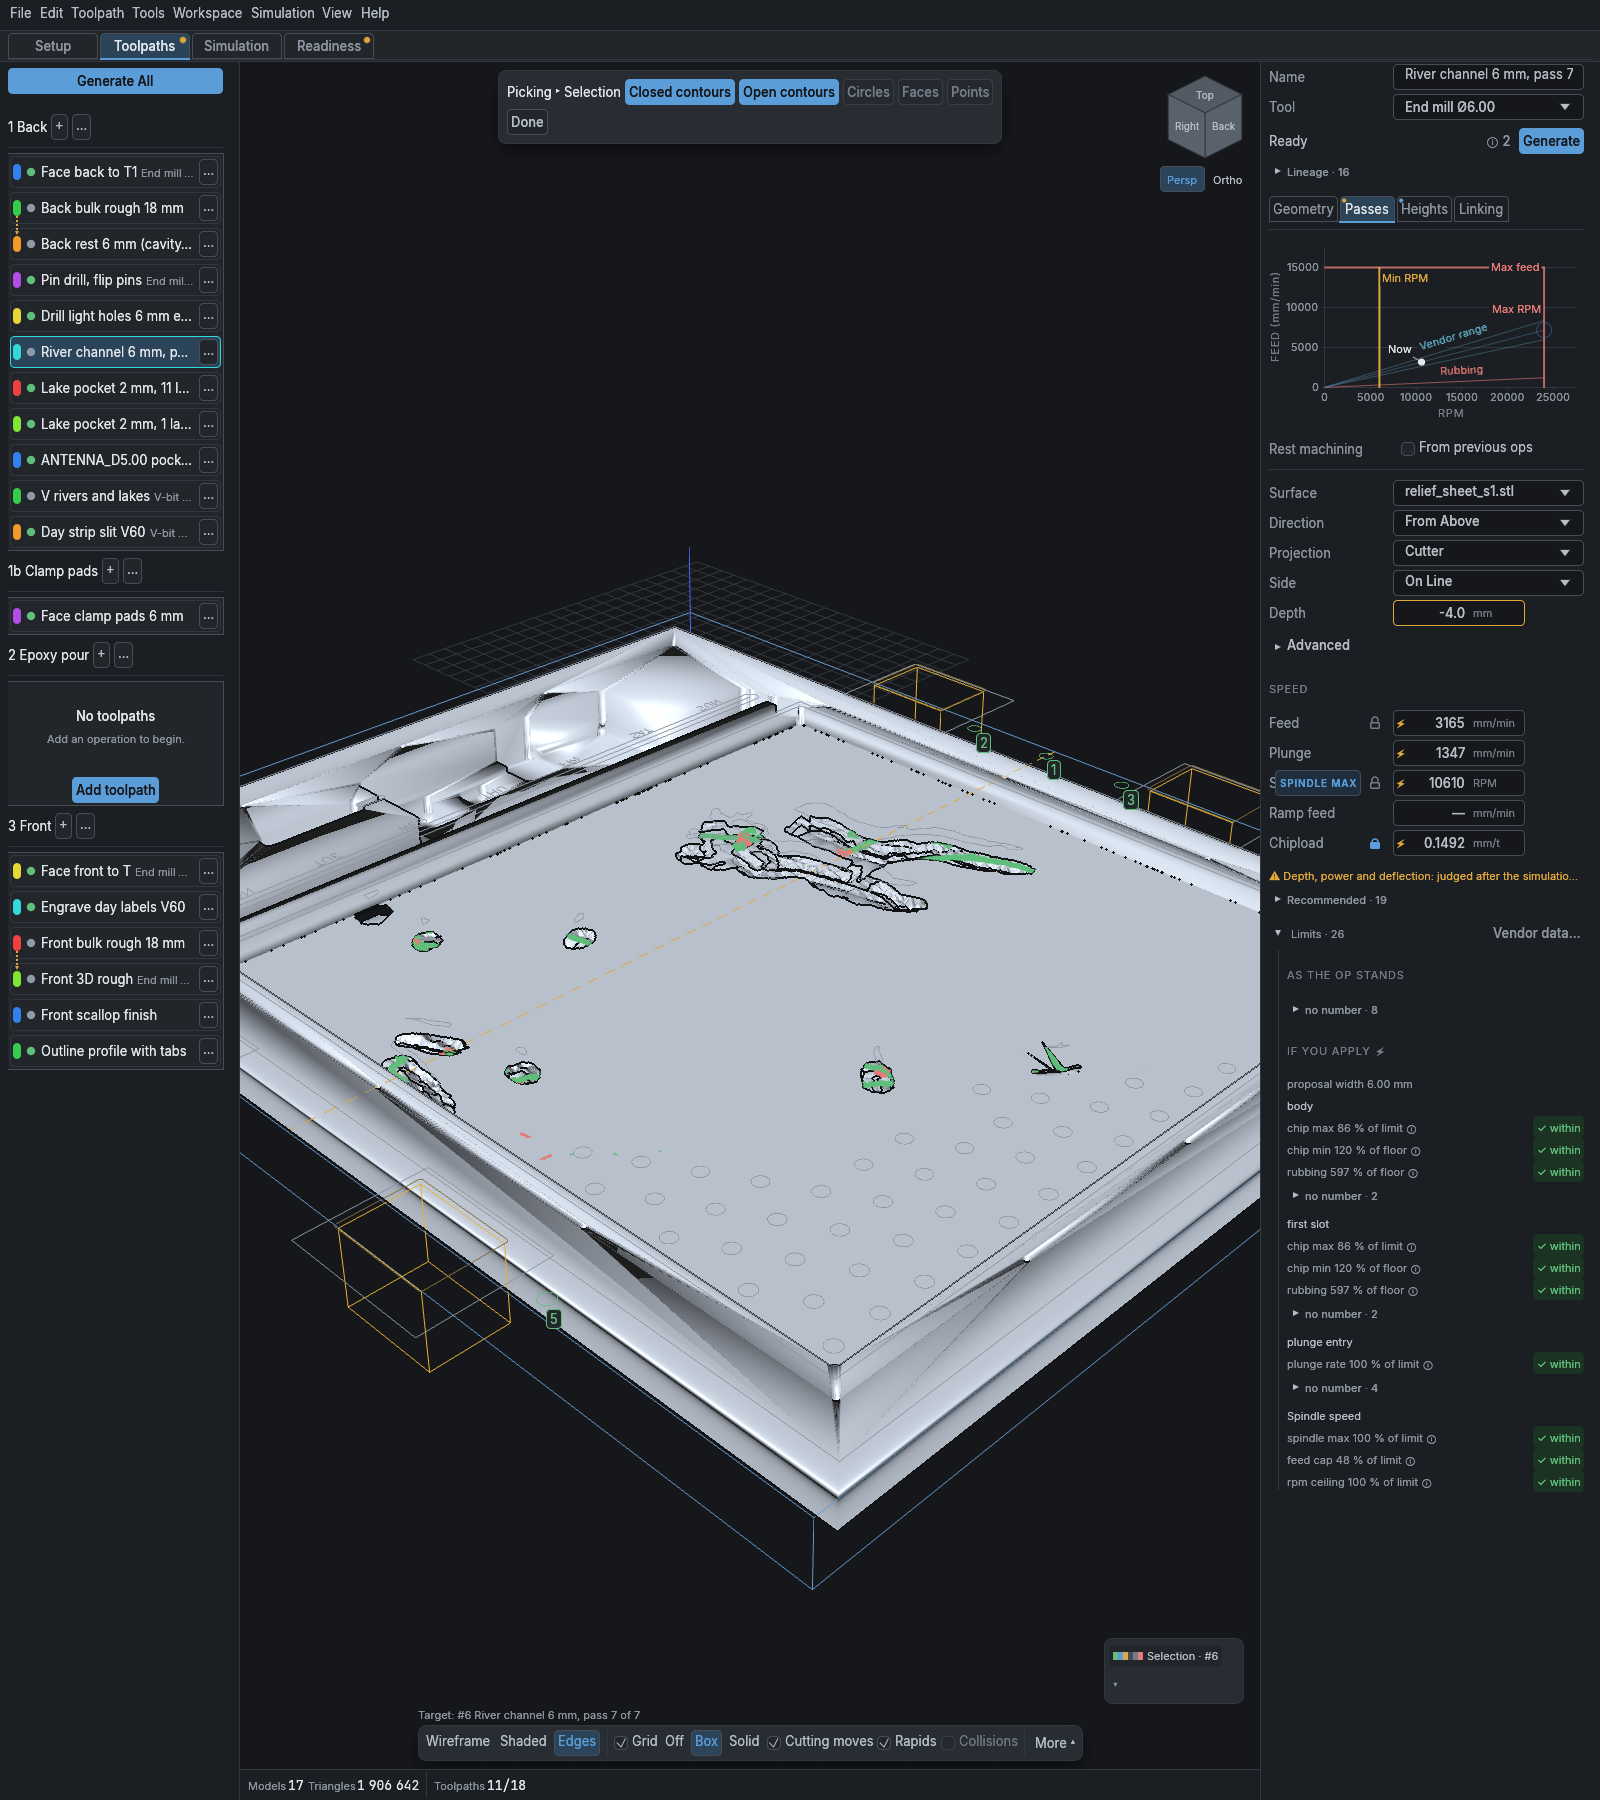 File Edit Toolpath Tools Workspace Simulation View Help
Setup Toolpaths Simulation Readiness
Generate All
1 Back + ...
Face back to T1 End mill ... ...
Back bulk rough 18 mm ...
Back rest 6 mm (cavity... ...
Pin drill, flip pins End mil... ...
Drill light holes 6 mm e... ...
River channel 6 mm, p... ...
Lake pocket 2 mm, 11 l... ...
Lake pocket 2 mm, 1 la... ...
ANTENNA_D5.00 pock... ...
V rivers and lakes V-bit ... ...
Day strip slit V60 V-bit ... ...
1b Clamp pads + ...
Face clamp pads 6 mm ...
2 Epoxy pour + ...
No toolpaths
Add an operation to begin.
Add toolpath
3 Front + ...
Face front to T End mill ... ...
Engrave day labels V60 ...
Front bulk rough 18 mm ...
Front 3D rough End mill ... ...
Front scallop finish ...
Outline profile with tabs ...
Picking ‣ Selection Closed contours Open contours Circles Faces Points
Done
Top
Right Back
Persp Ortho
2
1
3
5
Selection · #6
Target: #6 River channel 6 mm, pass 7 of 7
Wireframe Shaded Edges Grid Off Box Solid Cutting moves Rapids Collisions More
Models 17 Triangles 1 906 642 Toolpaths 11/18
Name River channel 6 mm, pass 7
Tool End mill Ø6.00
Ready 2 Generate
Lineage · 16
Geometry Passes Heights Linking
FEED (mm/min)
15000
10000
5000
0
Max feed
Min RPM
Max RPM
Vendor range
Now
Rubbing
0 5000 10000 15000 20000 25000
RPM
Rest machining From previous ops
Surface relief_sheet_s1.stl
Direction From Above
Projection Cutter
Side On Line
Depth -4.0 mm
Advanced
SPEED
Feed 3165 mm/min
Plunge 1347 mm/min
S SPINDLE MAX 10610 RPM
Ramp feed — mm/min
Chipload 0.1492 mm/t
Depth, power and deflection: judged after the simulatio...
Recommended · 19
Limits · 26 Vendor data...
AS THE OP STANDS
no number · 8
IF YOU APPLY ⚡
proposal width 6.00 mm
body
chip max 86 % of limit ✓ within
chip min 120 % of floor ✓ within
rubbing 597 % of floor ✓ within
no number · 2
first slot
chip max 86 % of limit ✓ within
chip min 120 % of floor ✓ within
rubbing 597 % of floor ✓ within
no number · 2
plunge entry
plunge rate 100 % of limit ✓ within
no number · 4
Spindle speed
spindle max 100 % of limit ✓ within
feed cap 48 % of limit ✓ within
rpm ceiling 100 % of limit ✓ within